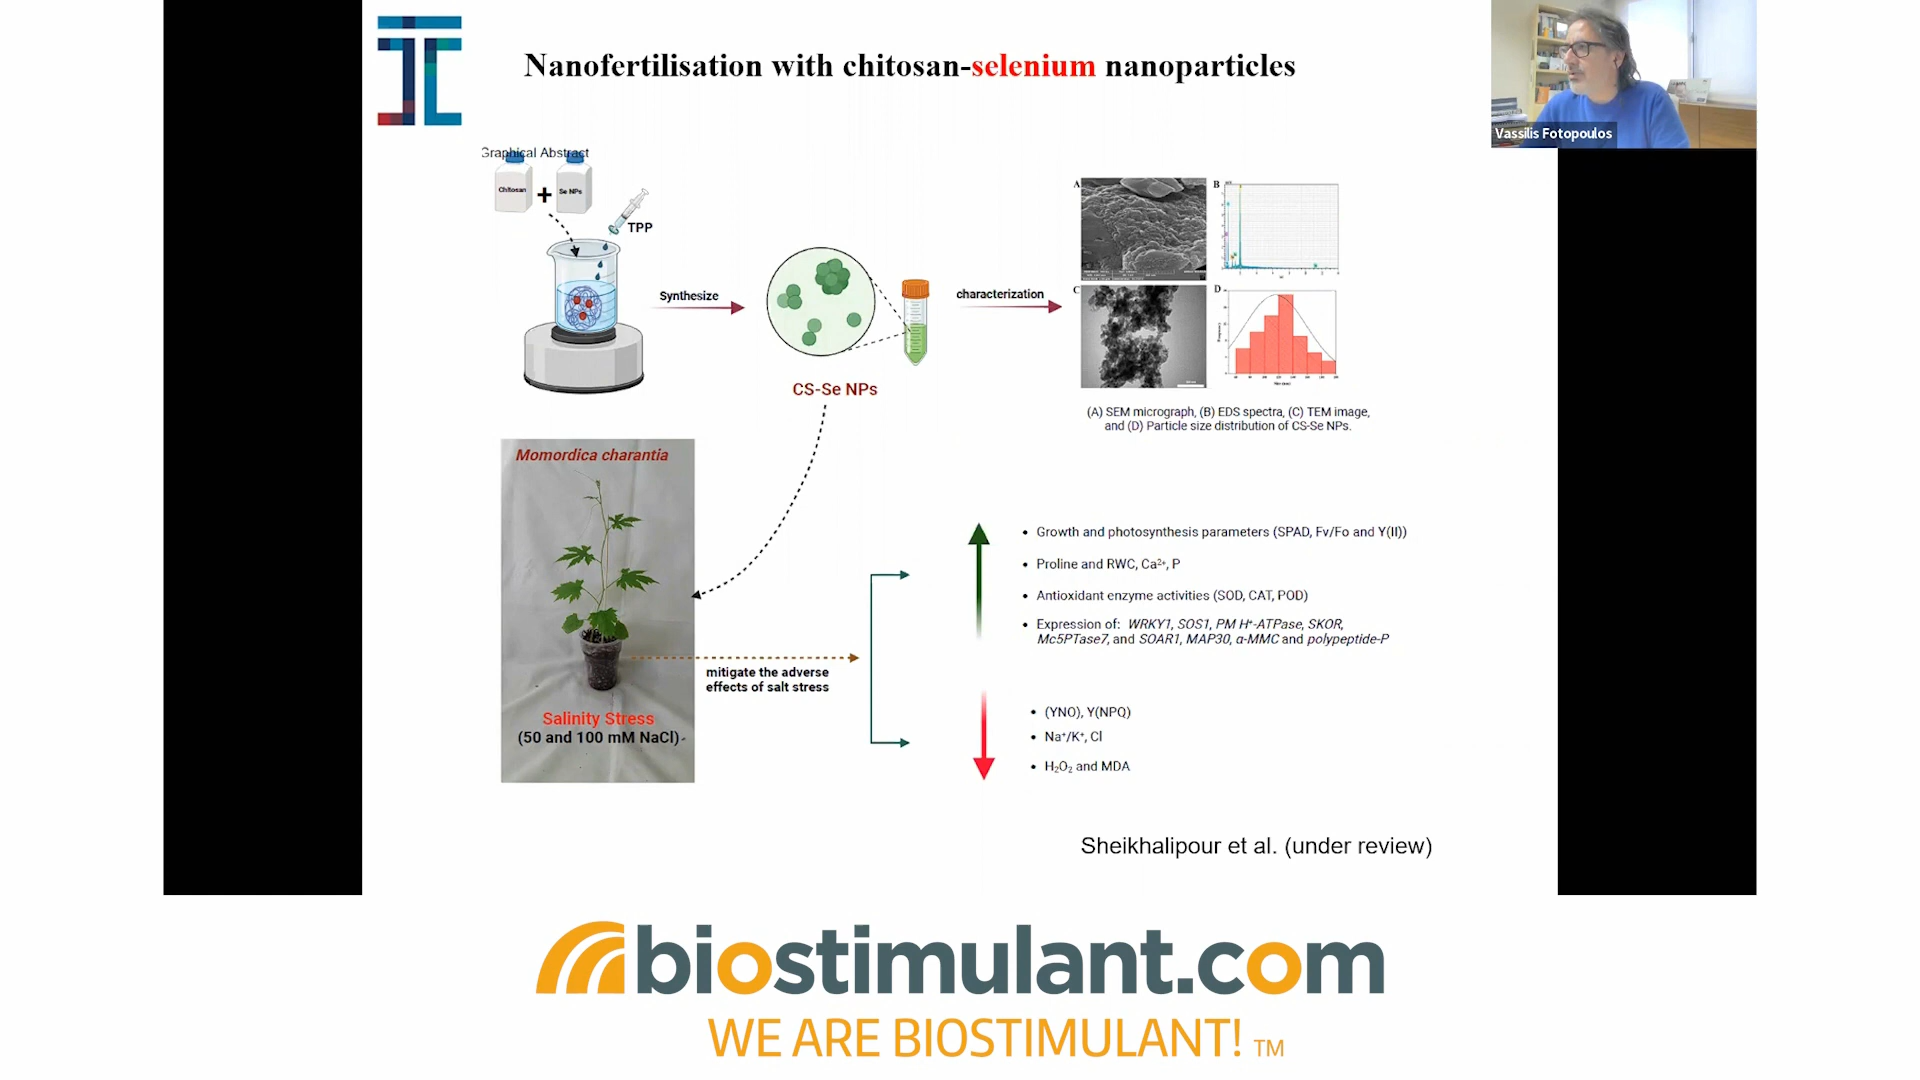 Nanofertilisation with chitosan-selenium nanoparticles
Vassilis Fotopoulos
Graphical Abstract
Chitosan
+
Se NPs
TPP
Synthesize
CS-Se NPs
characterization
A
B
C
D
(A) SEM micrograph, (B) EDS spectra, (C) TEM image,
and (D) Particle size distribution of CS-Se NPs.
Momordica charantia
Salinity Stress
(50 and 100 mM NaCl)
mitigate the adverse
effects of salt stress
• Growth and photosynthesis parameters (SPAD, Fv/Fo and Y(II))
• Proline and RWC, Ca²⁺, P
• Antioxidant enzyme activities (SOD, CAT, POD)
• Expression of: WRKY1, SOS1, PM H⁺-ATPase, SKOR,
Mc5PTase7, and SOAR1, MAP30, α-MMC and polypeptide-P
• (YNO), Y(NPQ)
• Na⁺/K⁺, Cl
• H₂O₂ and MDA
Sheikhalipour et al. (under review)
biostimulant.com
WE ARE BIOSTIMULANT! TM